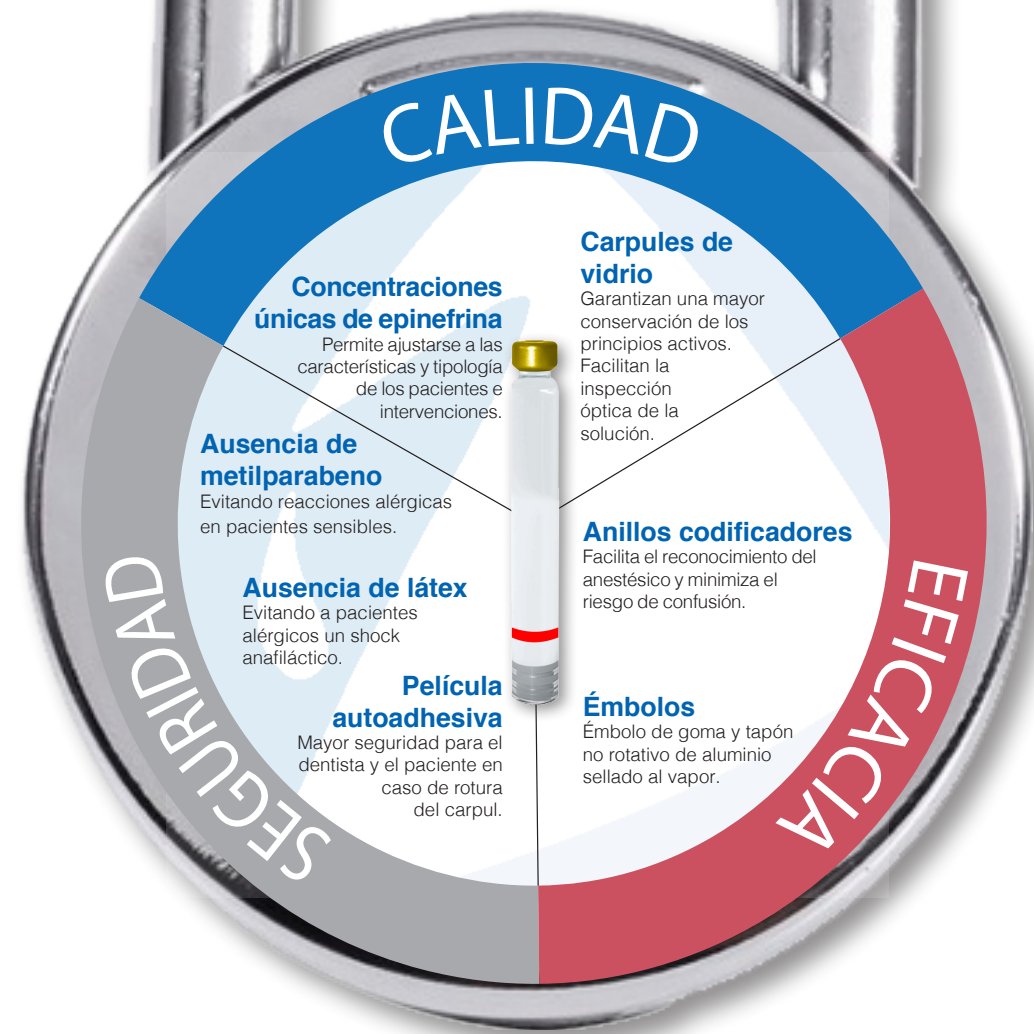 CALIDAD
Concentraciones
únicas de epinefrina
Permite ajustarse a las
características y tipología
de los pacientes e
intervenciones.
Carpules de
vidrio
Garantizan una mayor
conservación de los
principios activos.
Facilitan la
inspección
óptica de la
solución.
Ausencia de
metilparabeno
Evitando reacciones alérgicas
en pacientes sensibles.
Ausencia de látex
Evitando a pacientes
alérgicos un shock
anafiláctico.
Película
autoadhesiva
Mayor seguridad para el
dentista y el paciente en
caso de rotura
del carpul.
SEGURIDAD
Anillos codificadores
Facilita el reconocimiento del
anestésico y minimiza el
riesgo de confusión.
Émbolos
Émbolo de goma y tapón
no rotativo de aluminio
sellado al vapor.
EFICACIA